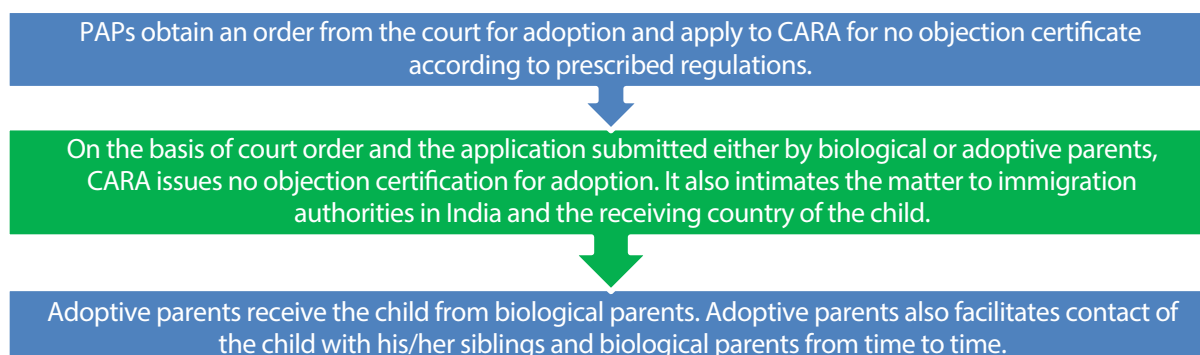 PAPs obtain an order from the court for adoption and apply to CARA for no objection certificate
according to prescribed regulations.
On the basis of court order and the application submitted either by biological or adoptive parents,
CARA issues no objection certification for adoption. It also intimates the matter to immigration
authorities in India and the receiving country of the child.
Adoptive parents receive the child from biological parents. Adoptive parents also facilitates contact of
the child with his/her siblings and biological parents from time to time.